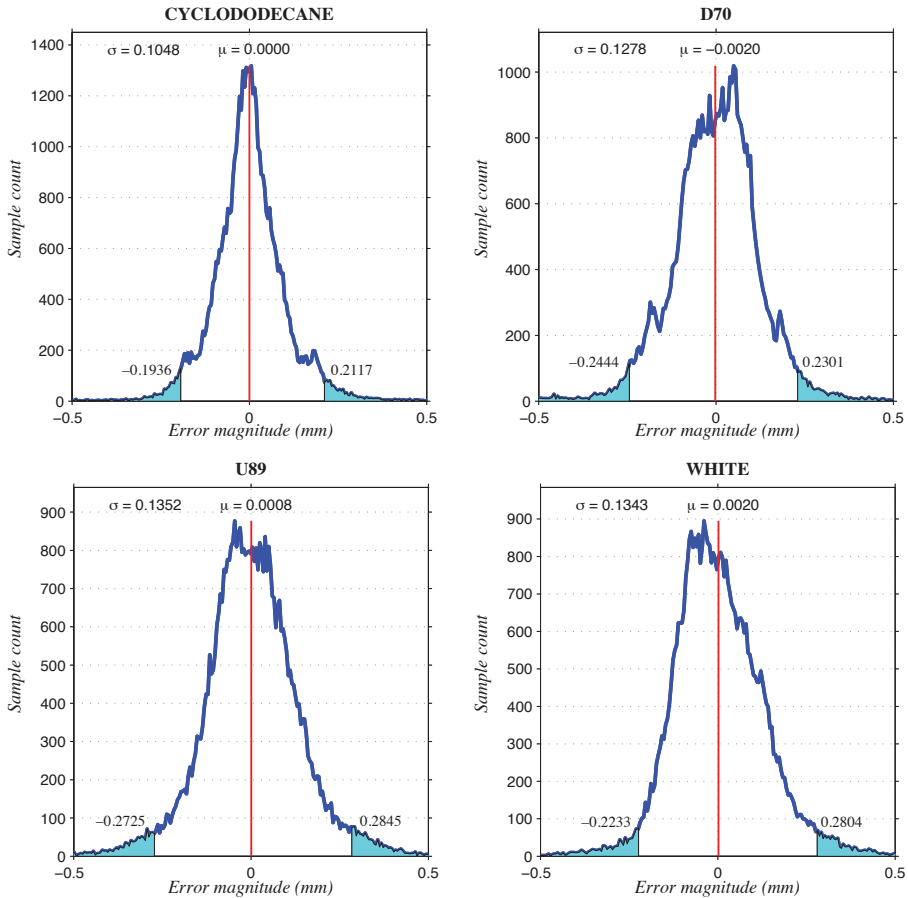 CYCLODODECANE
σ = 0.1048 μ = 0.0000
1400
1200
1000
800
600
400
200
0
−0.1936 0.2117
−0.5 0 0.5
Sample count
Error magnitude (mm)
D70
σ = 0.1278 μ = −0.0020
1000
800
600
400
200
0
−0.2444 0.2301
−0.5 0 0.5
Sample count
Error magnitude (mm)
U89
σ = 0.1352 μ = 0.0008
900
800
700
600
500
400
300
200
100
0
−0.2725 0.2845
−0.5 0 0.5
Sample count
Error magnitude (mm)
WHITE
σ = 0.1343 μ = 0.0020
900
800
700
600
500
400
300
200
100
0
−0.2233 0.2804
−0.5 0 0.5
Sample count
Error magnitude (mm)